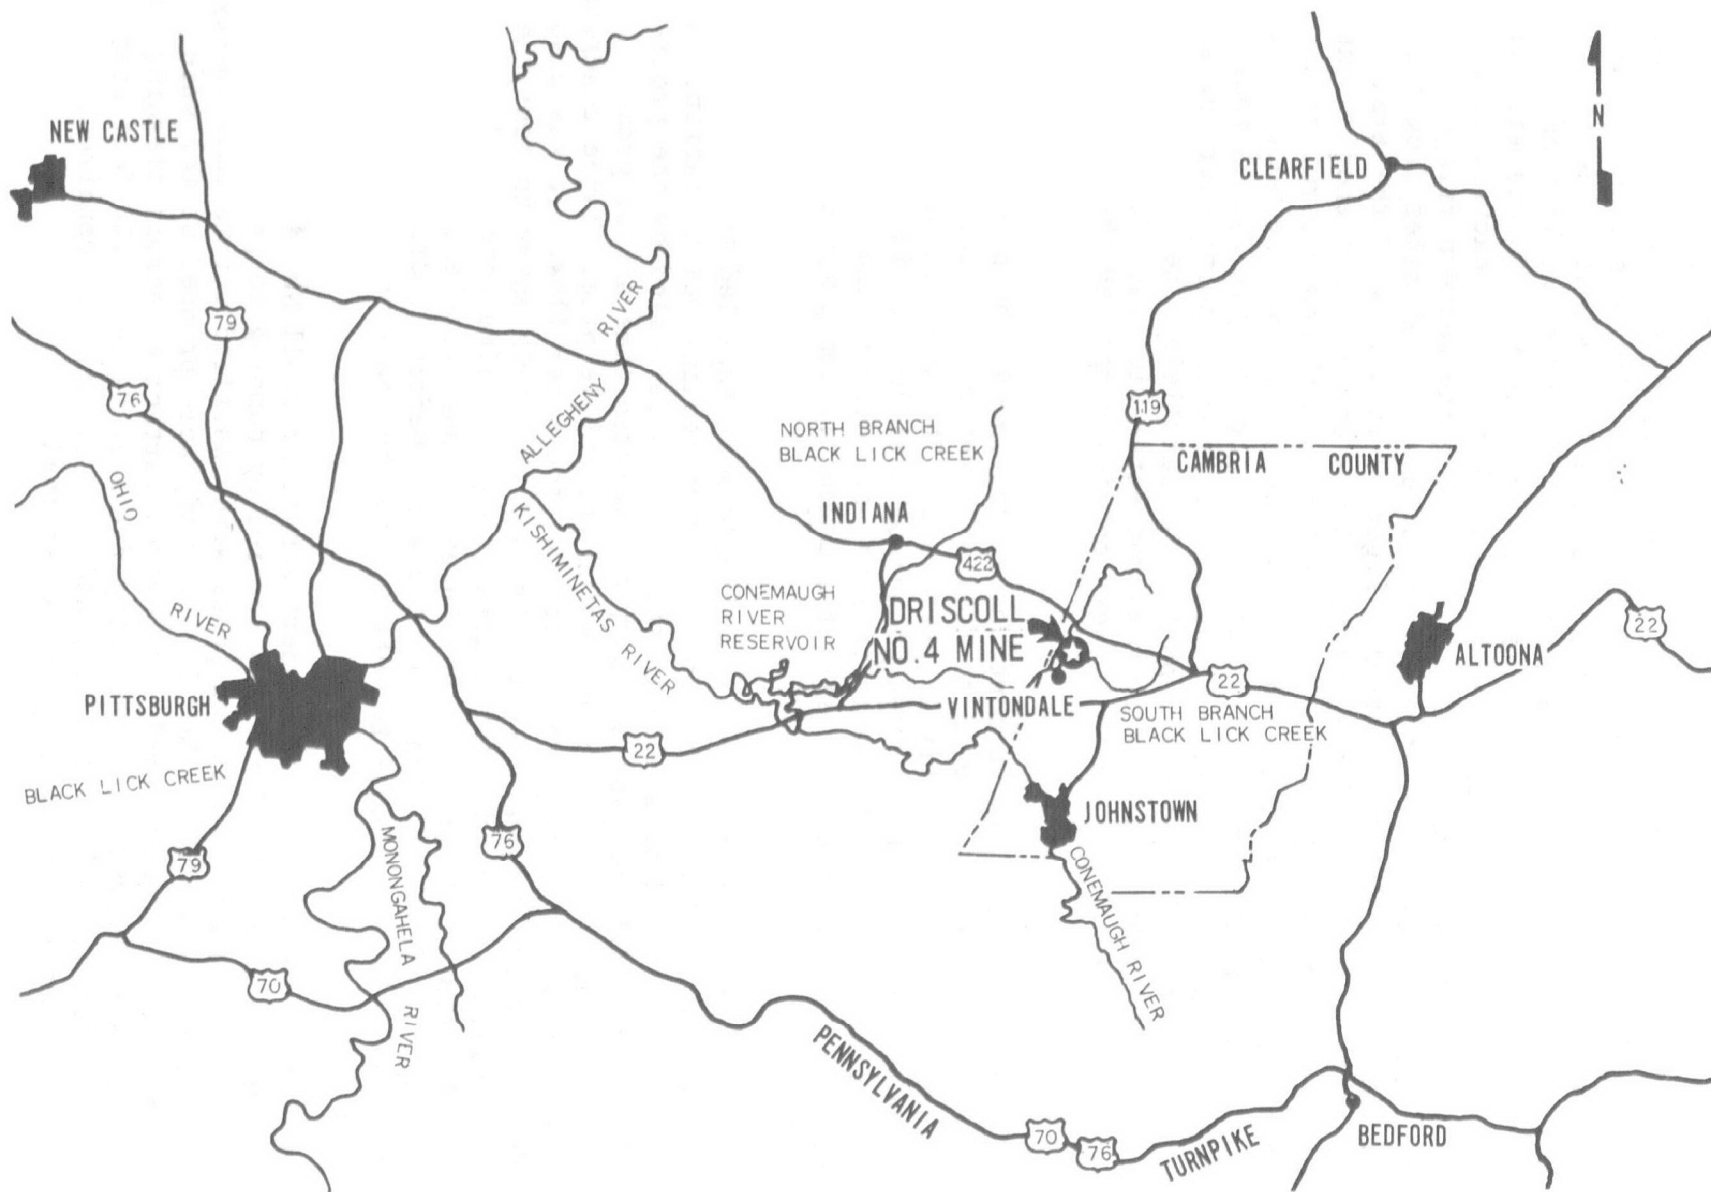 NEW CASTLE
N
CLEARFIELD
79
RIVER
76
ALLEGHENY
119
NORTH BRANCH
BLACK LICK CREEK
CAMBRIA COUNTY
OHIO
INDIANA
KISHIMINETAS RIVER
422
CONEMAUGH
RIVER
RESERVOIR
DRISCOLL
NO. 4 MINE
RIVER
22
ALTOONA
PITTSBURGH
VINTONDALE
22
SOUTH BRANCH
BLACK LICK CREEK
22
BLACK LICK CREEK
JOHNSTOWN
76
79
MONONGAHELA
RIVER
CONEMAUGH RIVER
70
PENNSYLVANIA
70
76
TURNPIKE
BEDFORD